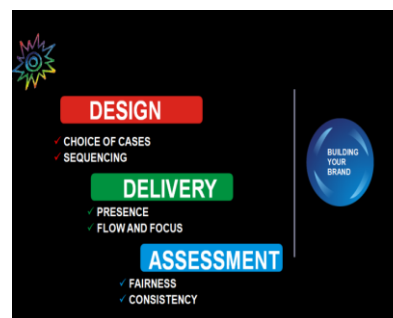 DESIGN
CHOICE OF CASES
SEQUENCING
DELIVERY
PRESENCE
FLOW AND FOCUS
ASSESSMENT
FAIRNESS
CONSISTENCY
BUILDING
YOUR
BRAND